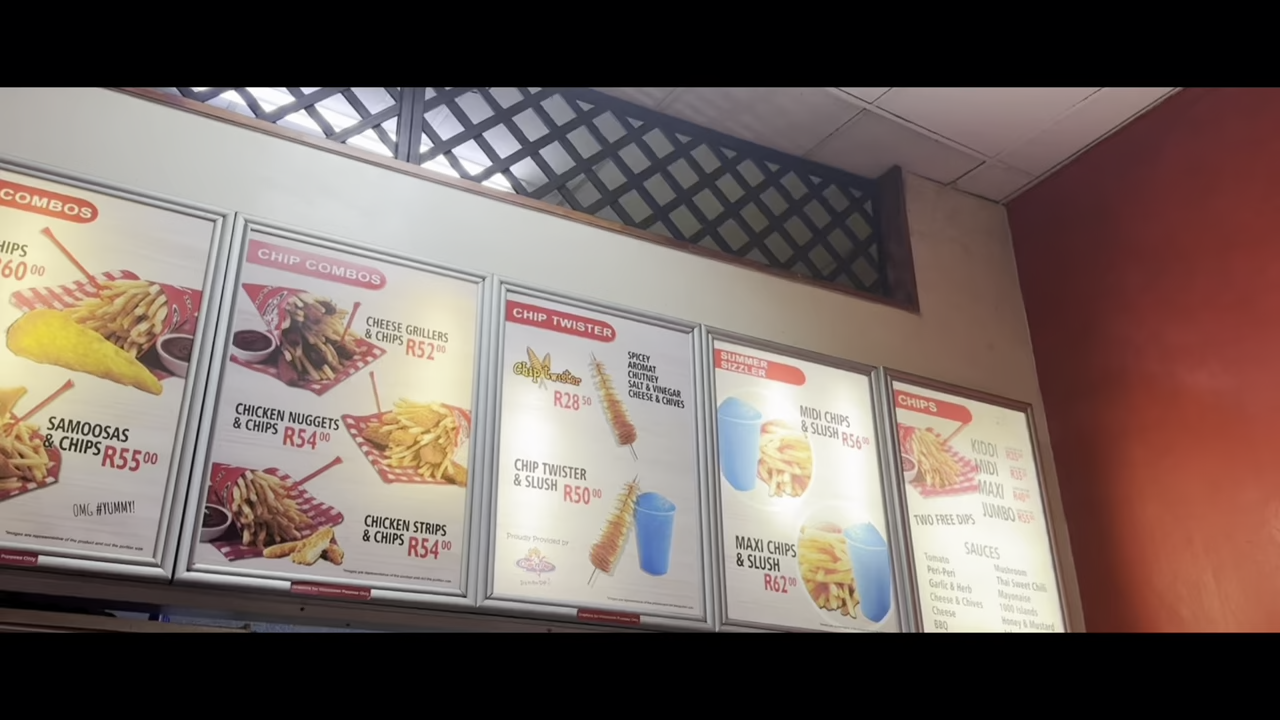 COMBOS
HIPS
R60 00
SAMOOSAS
& CHIPS R55 00
OMG #YUMMY!
CHIP COMBOS
CHEESE GRILLERS
& CHIPS R52 00
CHICKEN NUGGETS
& CHIPS R54 00
CHICKEN STRIPS
& CHIPS R54 00
CHIP TWISTER
Chip twister
R28 50
SPICEY
AROMAT
CHUTNEY
SALT & VINEGAR
CHEESE & CHIVES
CHIP TWISTER
& SLUSH R50 00
Proudly Provided by
SUMMER
SIZZLER
MIDI CHIPS
& SLUSH R56 00
MAXI CHIPS
& SLUSH
R62 00
CHIPS
KIDDI
MIDI
MAXI
JUMBO
TWO FREE DIPS
SAUCES
Tomato
Peri-Peri
Garlic & Herb
Cheese & Chives
Cheese
BBQ
Mushroom
Thai Sweet Chilli
Mayonaise
1000 Islands
Honey & Mustard